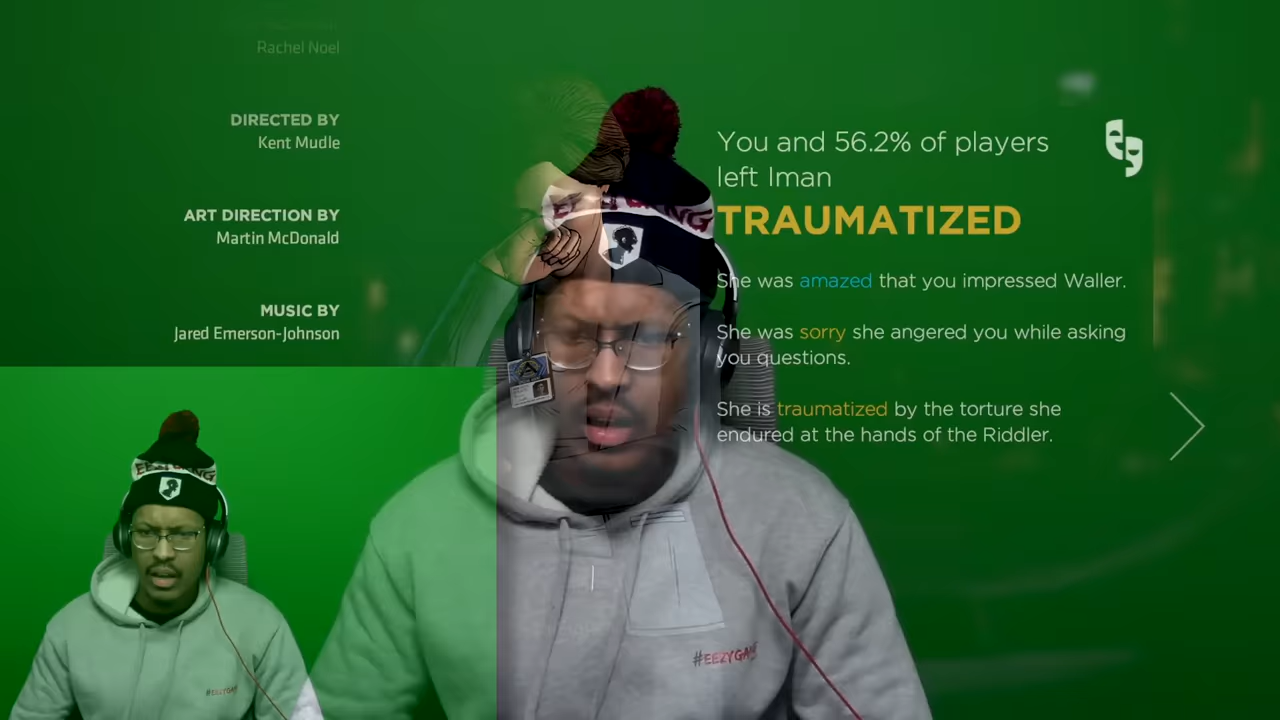 Rachel Noel
DIRECTED BY
Kent Mudle
ART DIRECTION BY
Martin McDonald
MUSIC BY
Jared Emerson-Johnson
You and 56.2% of players
left Iman
TRAUMATIZED
She was amazed that you impressed Waller.
She was sorry she angered you while asking
you questions.
She is traumatized by the torture she
endured at the hands of the Riddler.
#EEZYGA